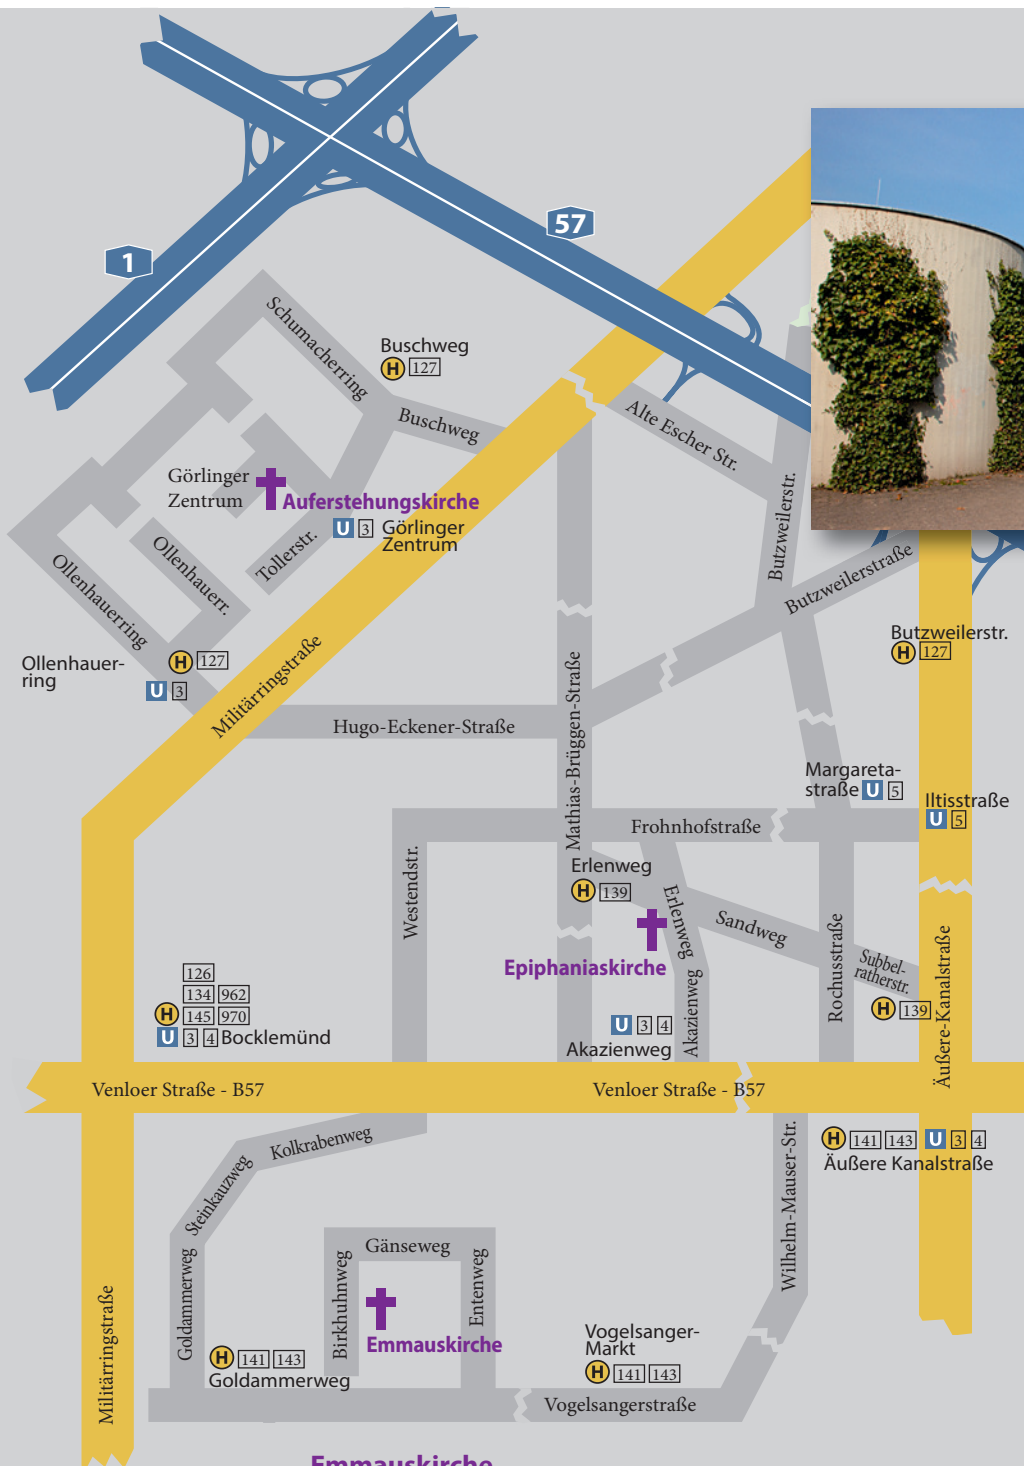 57
1
Schumacherring
Buschweg
H 127
Buschweg
Alte Escher Str.
Görlinger
Zentrum
Auferstehungskirche
U 3 Görlinger
Zentrum
Butzweilerstr.
Ollenhauerr.
Tollerstr.
Ollenhauerring
Butzweilerstraße
Butzweilerstr.
H 127
Ollenhauer-
ring
H 127
U 3
Militärringstraße
Hugo-Eckener-Straße
Mathias-Brüggen-Straße
Margareta-
straße U 5
Iltisstraße
U 5
Frohnhofstraße
Westendstr.
Erlenweg
H 139
Erlenweg
Sandweg
Epiphaniaskirche
Rochusstraße
Subbel-
ratherstr.
H 139
Äußere-Kanalstraße
126
134 962
H 145 970
U 3 4 Bocklemünd
U 3 4
Akazienweg
Akazienweg
Venloer Straße - B57
Venloer Straße - B57
Kolkrabenweg
Steinkauzweg
Wilhelm-Mauser-Str.
H 141 143 U 3 4
Äußere Kanalstraße
Goldammerweg
Gänseweg
Birkhuhnweg
Entenweg
Emmauskirche
Militärringstraße
H 141 143
Goldammerweg
Vogelsanger-
Markt
H 141 143
Vogelsangerstraße
Emmauskirche